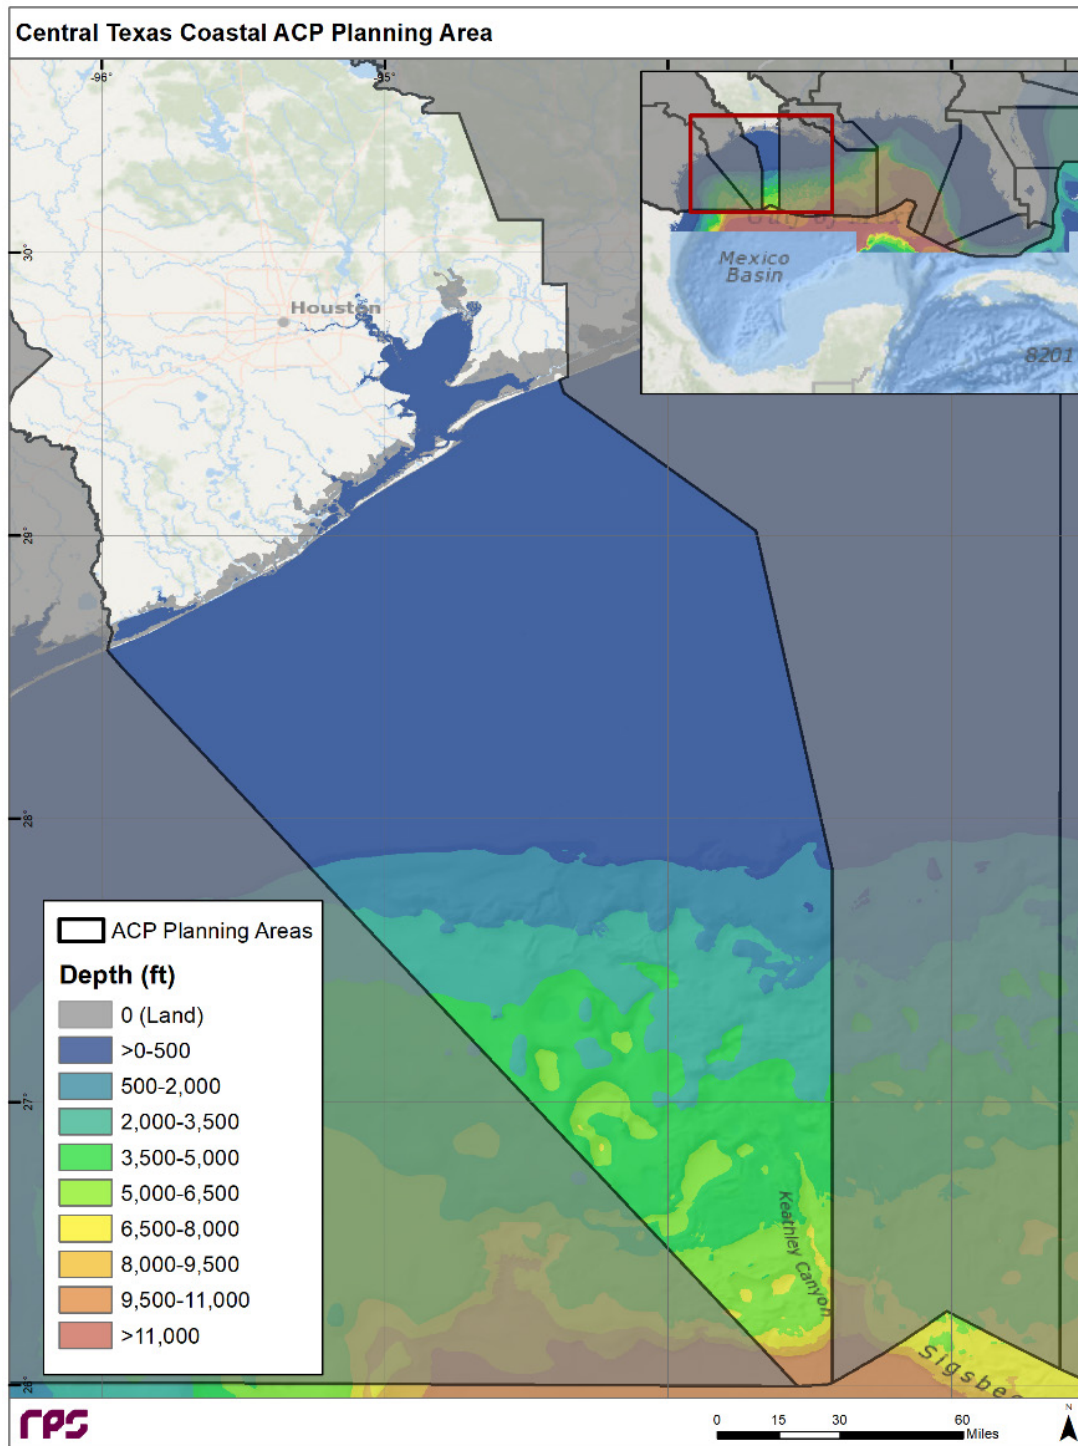 Central Texas Coastal ACP Planning Area
-96°
-95°
Mexico
Basin
8201
30°
Houston
29°
28°
27°
26°
ACP Planning Areas
Depth (ft)
0 (Land)
>0-500
500-2,000
2,000-3,500
3,500-5,000
5,000-6,500
6,500-8,000
8,000-9,500
9,500-11,000
>11,000
Keathley Canyon
Sigsbee
rps
0 15 30 60
Miles
N